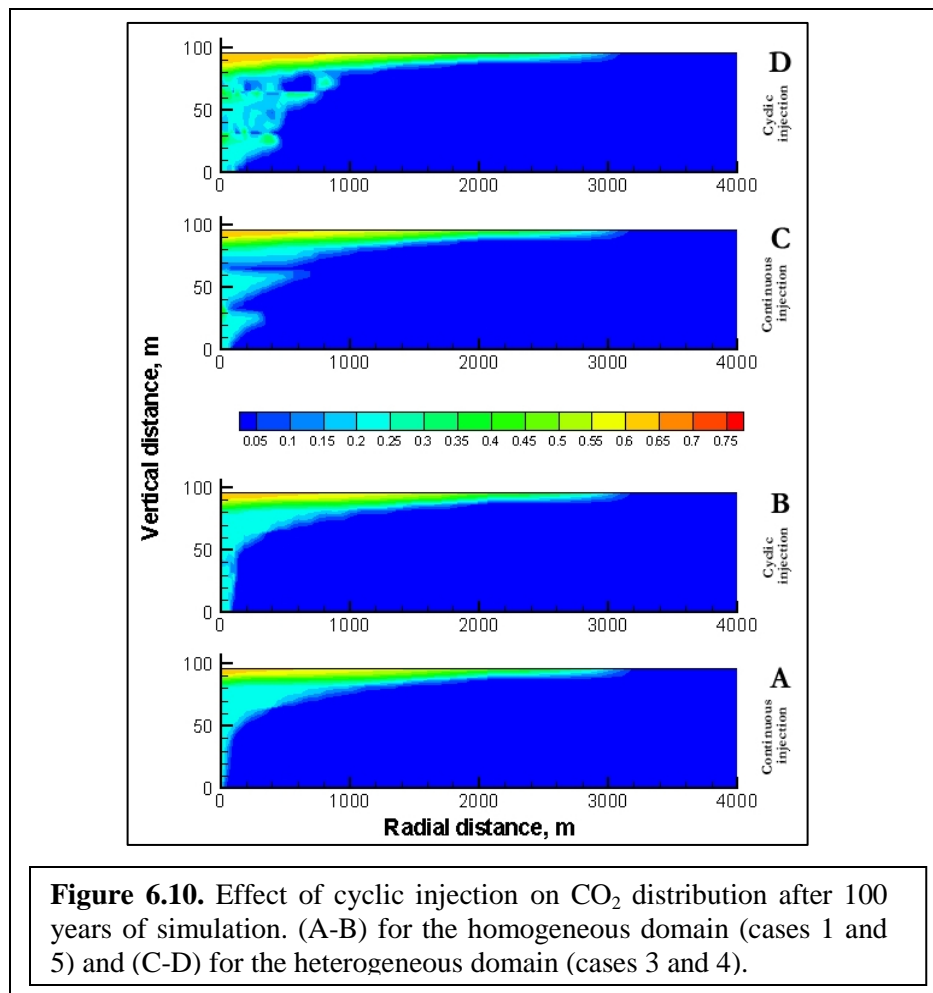 100
50
0
0 1000 2000 3000 4000
D
Cyclic injection
100
50
0
0 1000 2000 3000 4000
C
Continuous injection
Vertical distance, m
0.05 0.1 0.15 0.2 0.25 0.3 0.35 0.4 0.45 0.5 0.55 0.6 0.65 0.7 0.75
100
50
0
0 1000 2000 3000 4000
B
Cyclic injection
100
50
0
0 1000 2000 3000 4000
A
Continuous injection
Radial distance, m
Figure 6.10. Effect of cyclic injection on CO₂ distribution after 100
years of simulation. (A-B) for the homogeneous domain (cases 1 and
5) and (C-D) for the heterogeneous domain (cases 3 and 4).